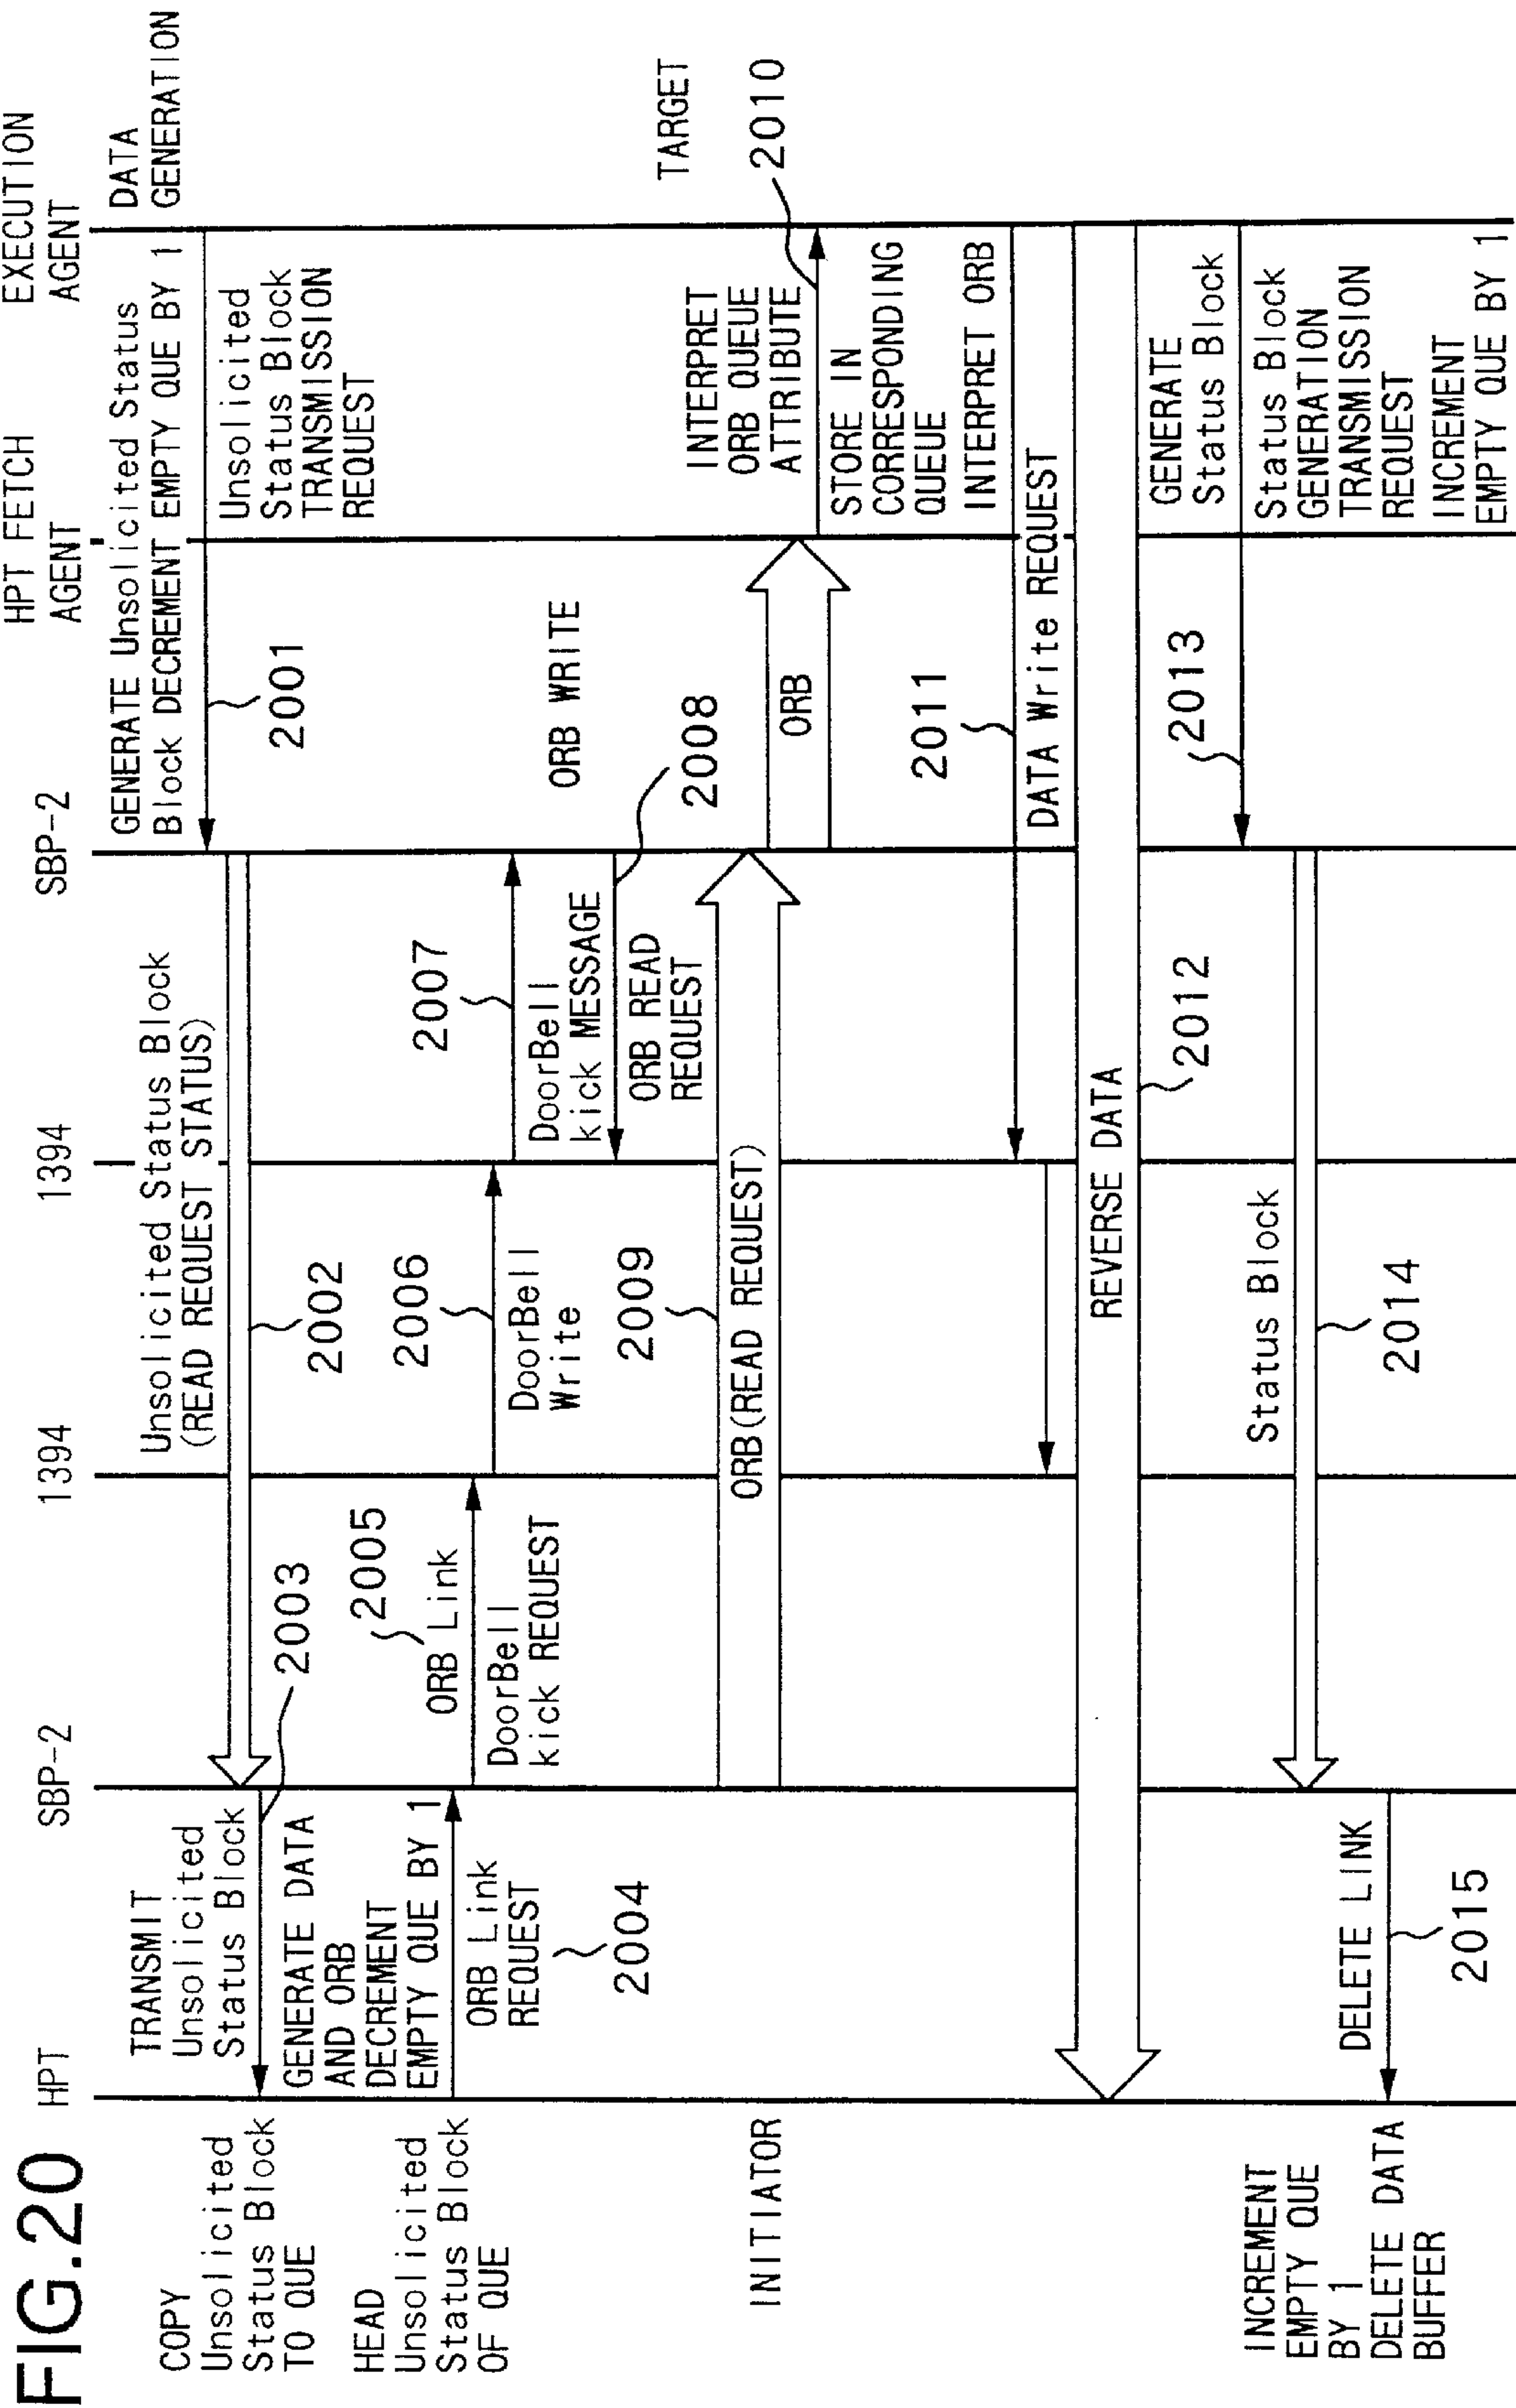 FIG.20
HPT
SBP-2
1394
1394
SBP-2
HPT FETCH
AGENT
EXECUTION
AGENT
COPY
Unsolicited
Status Block
TO QUE
TRANSMIT
Unsolicited
Status Block
2003
Unsolicited Status Block
(READ REQUEST STATUS)
2002
GENERATE Unsolicited Status
Block DECREMENT EMPTY QUE BY 1
2001
Unsolicited
Status Block
TRANSMISSION
REQUEST
DATA
GENERATION
HEAD
Unsolicited
Status Block
OF QUE
GENERATE DATA
AND ORB
DECREMENT
EMPTY QUE BY 1
ORB Link
REQUEST
2004
2005
ORB Link
DoorBell
kick REQUEST
2006
DoorBell
Write
2007
DoorBell
kick MESSAGE
ORB READ
REQUEST
ORB WRITE
2008
2009
ORB(READ REQUEST)
ORB
INTERPRET
ORB QUEUE
ATTRIBUTE
STORE IN
CORRESPONDING
QUEUE
TARGET
2010
INITIATOR
INTERPRET ORB
2011
DATA Write REQUEST
REVERSE DATA
2012
GENERATE
Status Block
2013
Status Block
GENERATION
TRANSMISSION
REQUEST
INCREMENT
EMPTY QUE BY 1
Status Block
2014
DELETE LINK
2015
INCREMENT
EMPTY QUE
BY 1
DELETE DATA
BUFFER